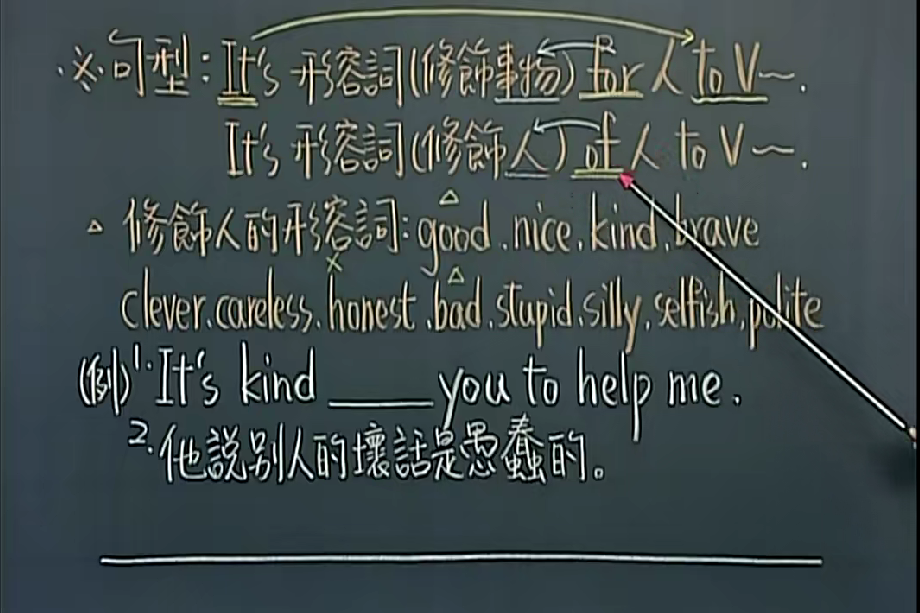 ※句型:It's 形容詞(修飾事物) for 人 to V~.
It's 形容詞(修飾人) of 人 to V~.
△ 修飾人的形容詞:good.nice.kind.brave
clever.careless.honest.bad.stupid.silly.selfish.polite
(例)1.It's kind ____ you to help me.
2.他說別人的壞話是愚蠢的。